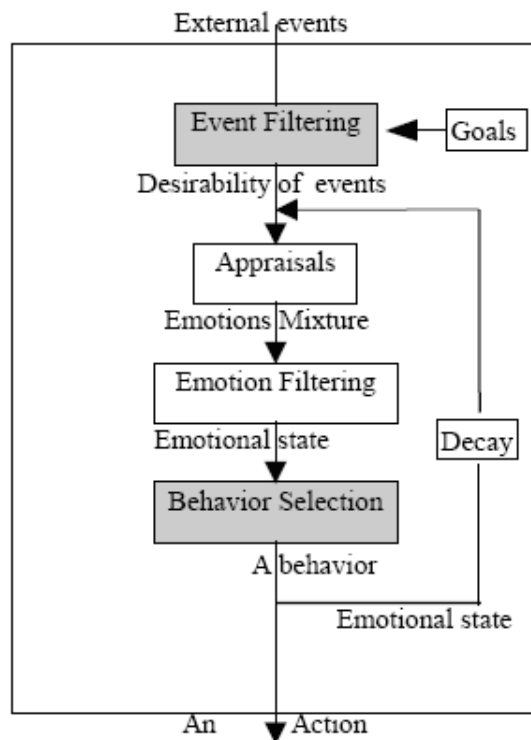 External events
Event Filtering
Goals
Desirability of events
Appraisals
Emotions Mixture
Emotion Filtering
Emotional state
Decay
Behavior Selection
A behavior
Emotional state
An Action